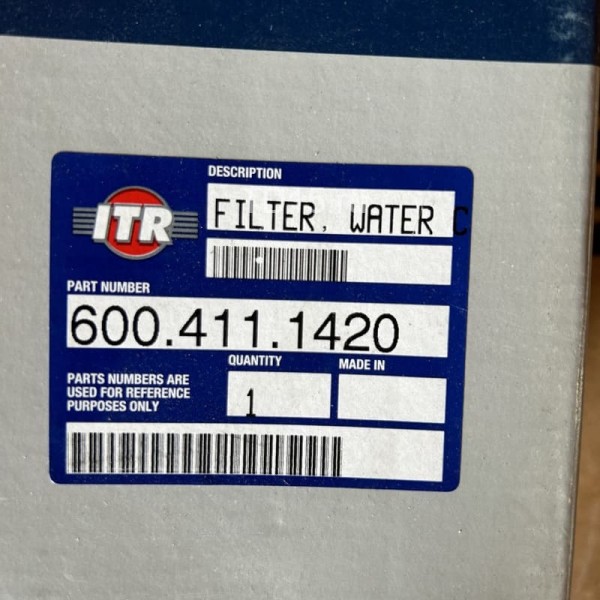 DESCRIPTION
ITR
FILTER, WATER C
PART NUMBER
600.411.1420
QUANTITY
MADE IN
PARTS NUMBERS ARE
USED FOR REFERENCE
PURPOSES ONLY
1